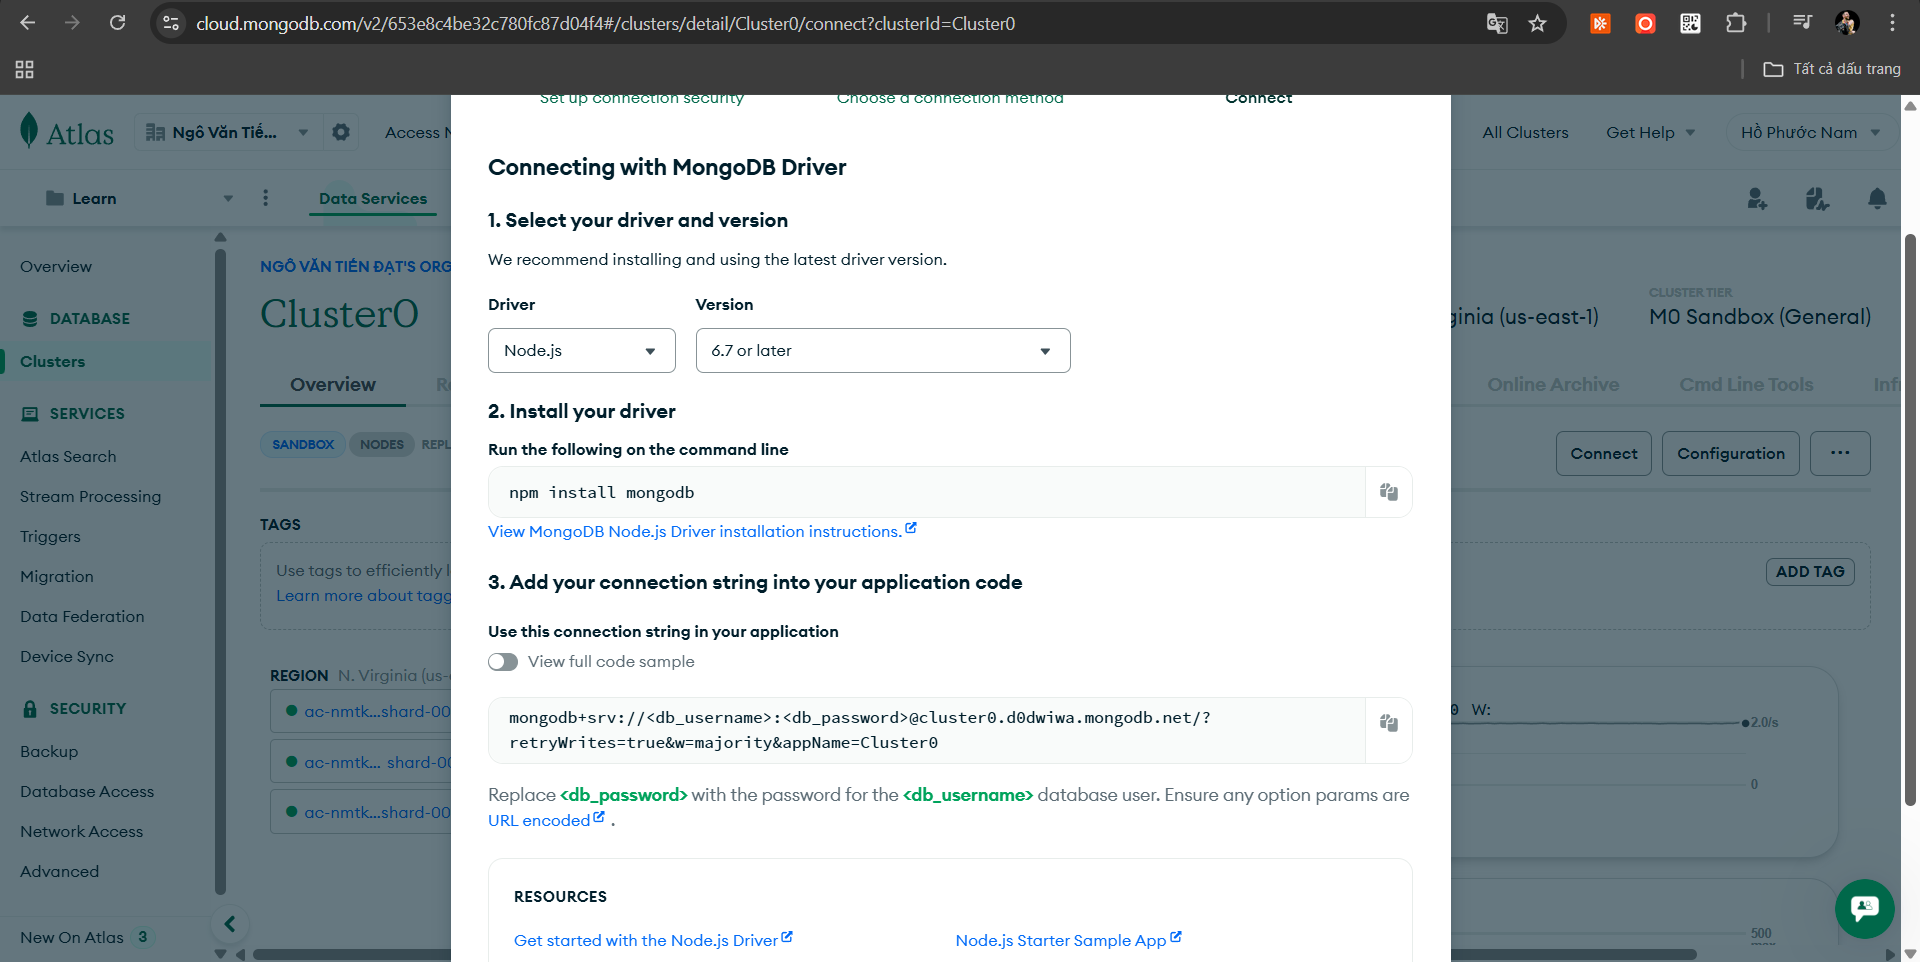 cloud.mongodb.com/v2/653e8c4be32c780fc87d04f4#/clusters/detail/Cluster0/connect?clusterId=Cluster0
Tất cả dấu trang
Atlas
Ngô Văn Tiế...
Access
All Clusters
Get Help
Hồ Phước Nam
Learn
Data Services
Overview
DATABASE
Clusters
SERVICES
Atlas Search
Stream Processing
Triggers
Migration
Data Federation
Device Sync
SECURITY
Backup
Database Access
Network Access
Advanced
New On Atlas 3
NGÔ VĂN TIẾN ĐẠT'S ORG
Cluster0
Overview
SANDBOX
NODES
REPL
TAGS
Use tags to efficiently l
Learn more about tagg
REGION N. Virginia (us-
ac-nmtk...shard-00
ac-nmtk... shard-00
ac-nmtk...shard-00
Set up connection security
Choose a connection method
Connect
Connecting with MongoDB Driver
1. Select your driver and version
We recommend installing and using the latest driver version.
Driver
Version
Node.js
6.7 or later
2. Install your driver
Run the following on the command line
npm install mongodb
View MongoDB Node.js Driver installation instructions.
3. Add your connection string into your application code
Use this connection string in your application
View full code sample
mongodb+srv://<db_username>:<db_password>@cluster0.d0dwiwa.mongodb.net/?
retryWrites=true&w=majority&appName=Cluster0
Replace <db_password> with the password for the <db_username> database user. Ensure any option params are
URL encoded .
RESOURCES
Get started with the Node.js Driver
Node.js Starter Sample App
CLUSTER TIER
ginia (us-east-1)
M0 Sandbox (General)
Online Archive
Cmd Line Tools
Inf
Connect
Configuration
...
ADD TAG
0 W:
2.0/s
0
500